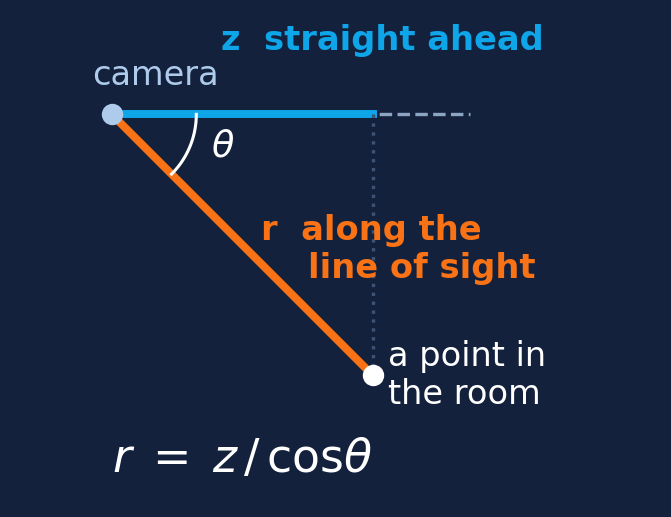 z  straight ahead
camera
θ
r  along the
line of sight
a point in
the room
r = z / cosθ